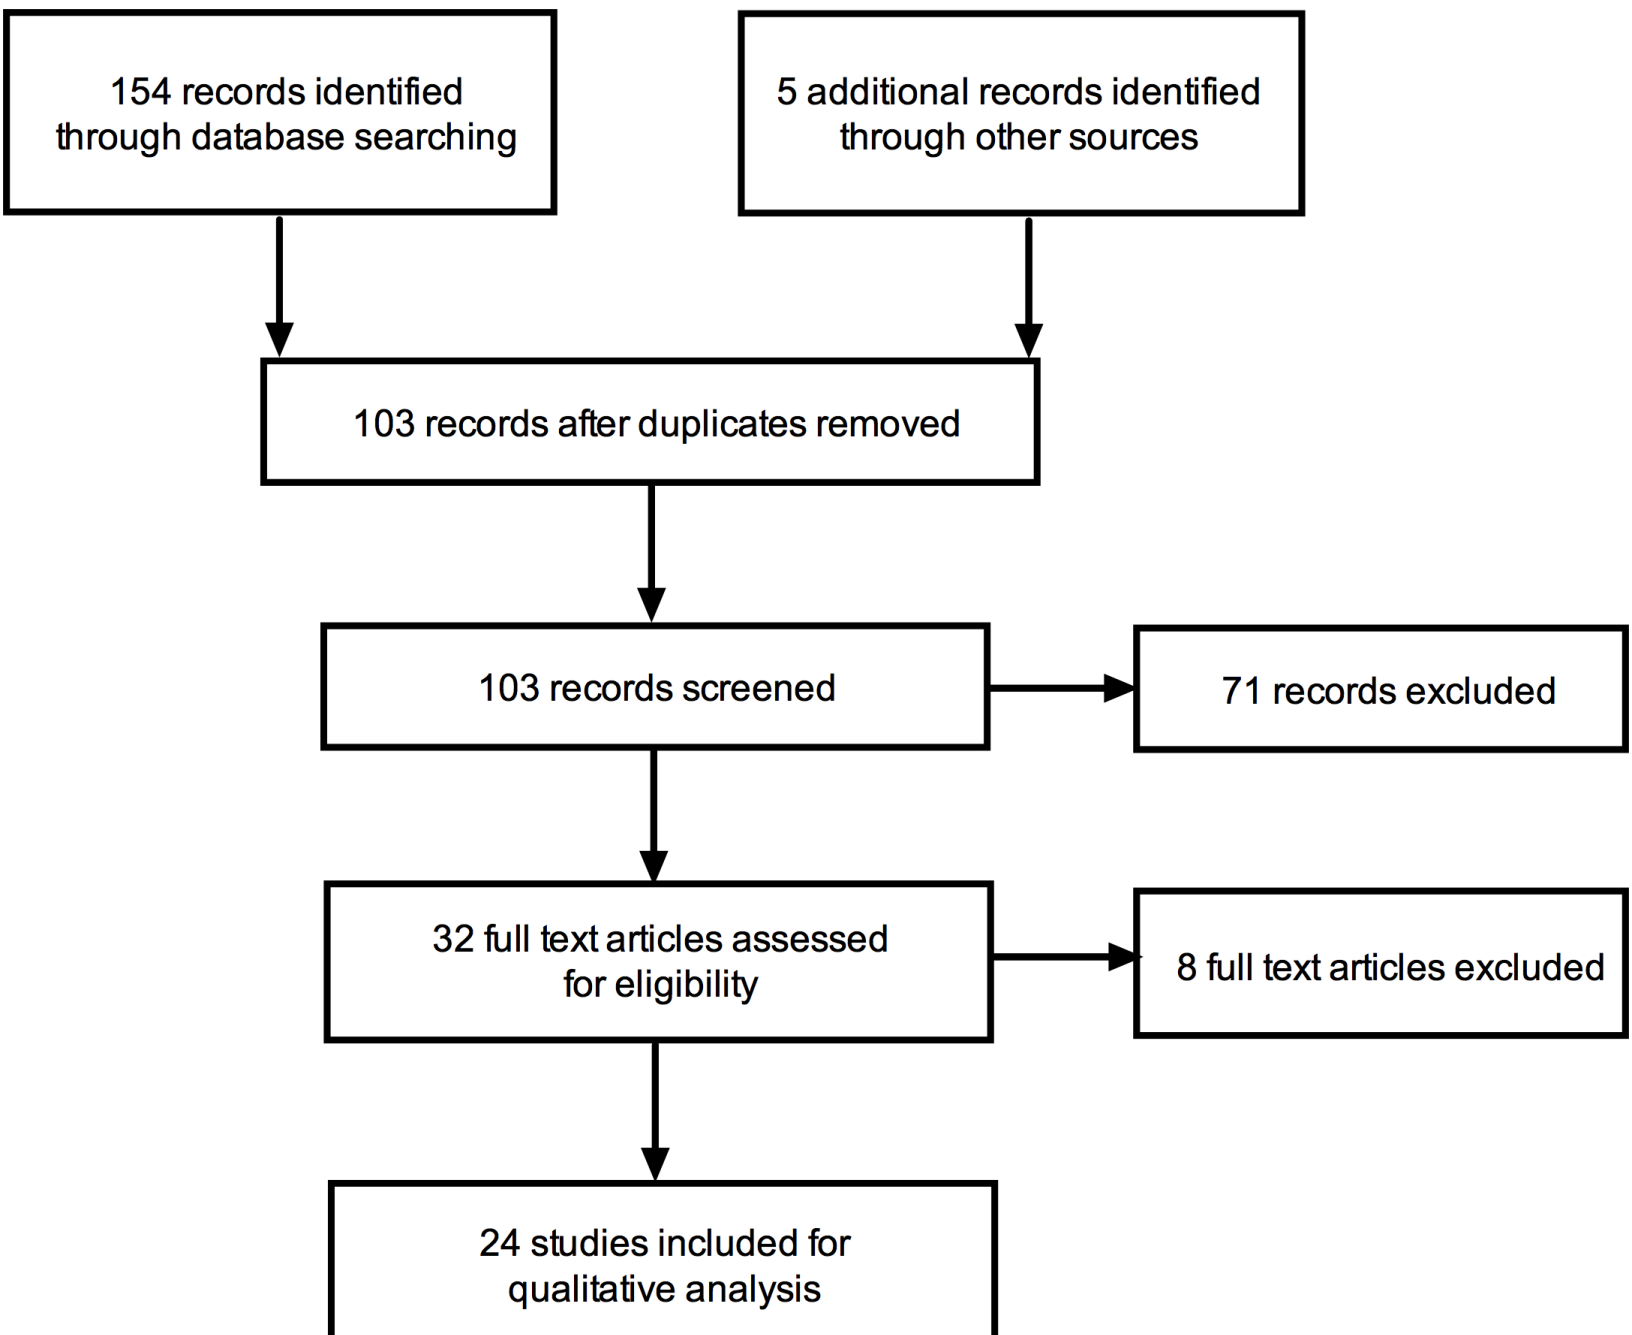 154 records identified
through database searching
5 additional records identified
through other sources
103 records after duplicates removed
103 records screened
71 records excluded
32 full text articles assessed
for eligibility
8 full text articles excluded
24 studies included for
qualitative analysis